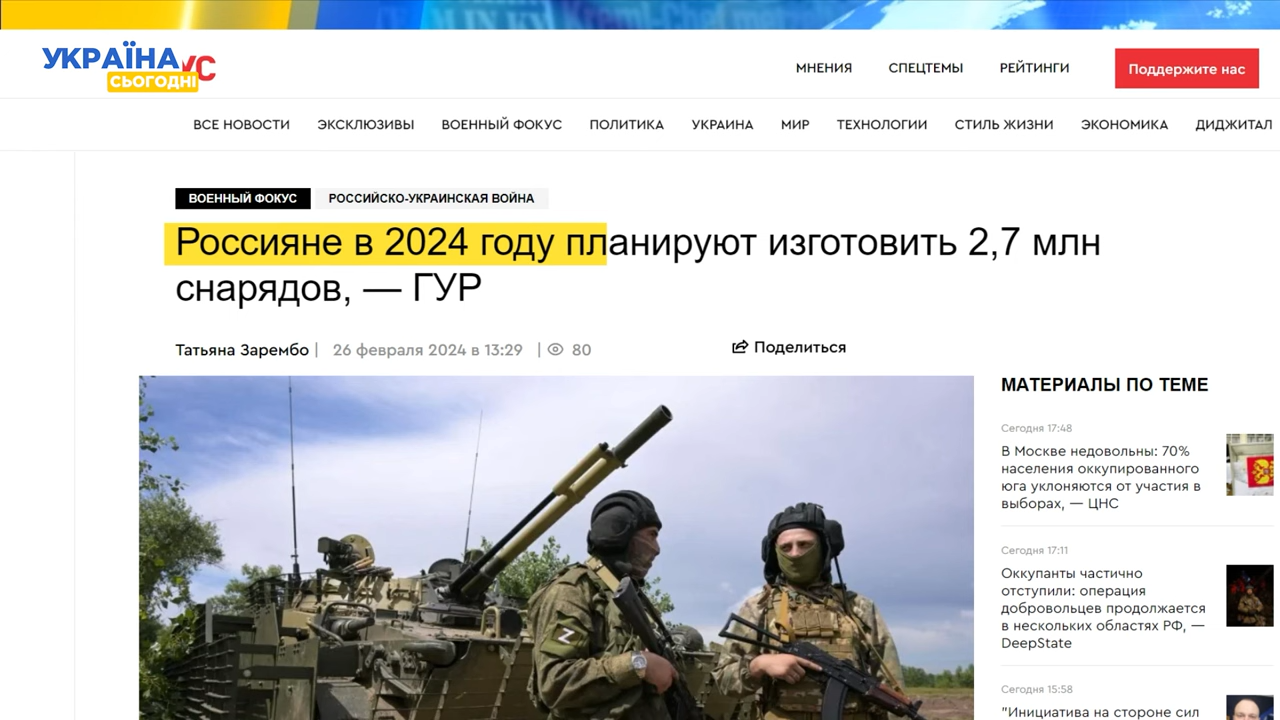 УКРАЇНА
УС
СЬОГОДНІ
МНЕНИЯ СПЕЦТЕМЫ РЕЙТИНГИ Поддержите нас
ВСЕ НОВОСТИ ЭКСКЛЮЗИВЫ ВОЕННЫЙ ФОКУС ПОЛИТИКА УКРАИНА МИР ТЕХНОЛОГИИ СТИЛЬ ЖИЗНИ ЭКОНОМИКА ДИДЖИТАЛ
ВОЕННЫЙ ФОКУС РОССИЙСКО-УКРАИНСКАЯ ВОЙНА
Россияне в 2024 году планируют изготовить 2,7 млн
снарядов, — ГУР
Татьяна Зарембо | 26 февраля 2024 в 13:29 | 80 Поделиться
МАТЕРИАЛЫ ПО ТЕМЕ
Сегодня 17:48
В Москве недовольны: 70%
населения оккупированного
юга уклоняются от участия в
выборах, — ЦНС
Сегодня 17:11
Оккупанты частично
отступили: операция
добровольцев продолжается
в нескольких областях РФ, —
DeepState
Сегодня 15:58
"Инициатива на стороне сил
Z